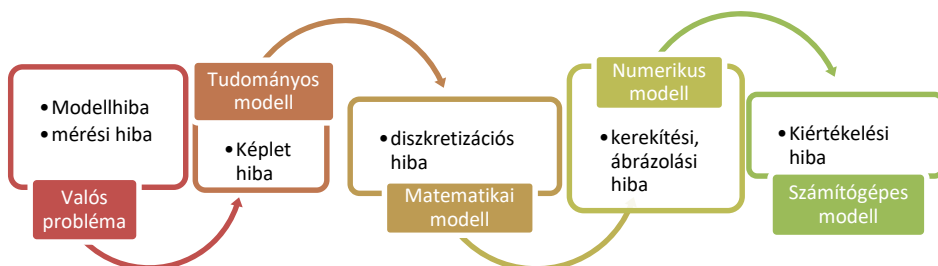 •Modellhiba
•mérési hiba
Valós
probléma
Tudományos
modell
•Képlet
hiba
•diszkretizációs
hiba
Matematikai
modell
Numerikus
modell
•kerekítési,
ábrázolási
hiba
•Kiértékelési
hiba
Számítógépes
modell